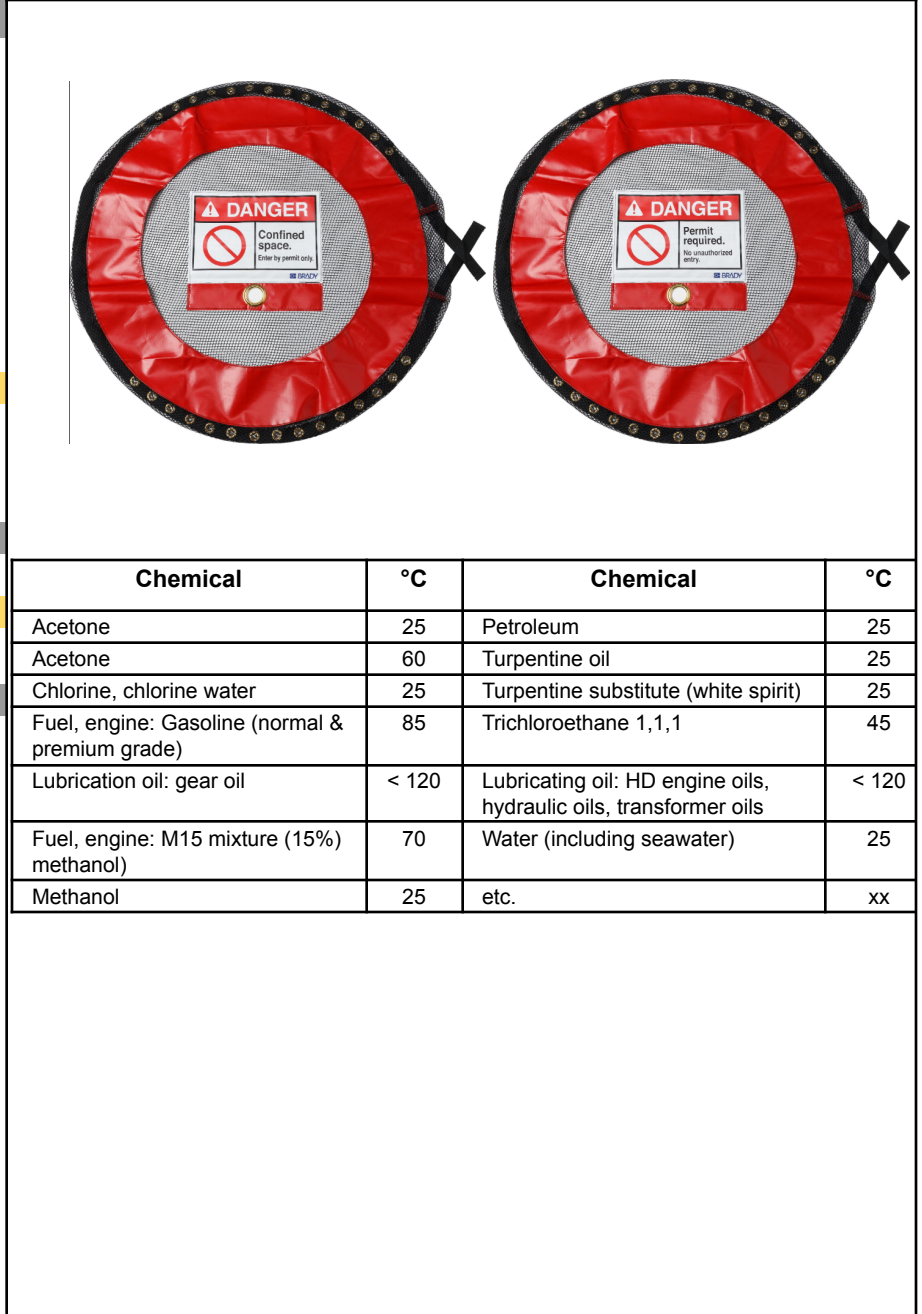 DANGER
Confined
space.
Enter by permit only.
BRADY
DANGER
Permit
required.
No unauthorized
entry.
BRADY
Chemical °C Chemical °C
Acetone 25 Petroleum 25
Acetone 60 Turpentine oil 25
Chlorine, chlorine water 25 Turpentine substitute (white spirit) 25
Fuel, engine: Gasoline (normal & 85 Trichloroethane 1,1,1 45
premium grade)
Lubrication oil: gear oil < 120 Lubricating oil: HD engine oils, < 120
hydraulic oils, transformer oils
Fuel, engine: M15 mixture (15%) 70 Water (including seawater) 25
methanol)
Methanol 25 etc. xx